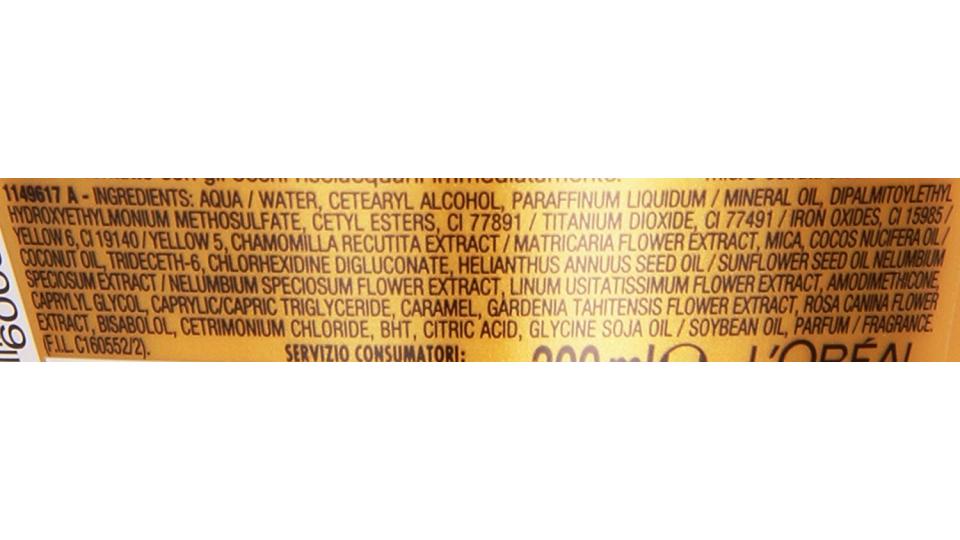 1149617 A - INGREDIENTS: AQUA / WATER, CETEARYL ALCOHOL, PARAFFINUM LIQUIDUM / MINERAL OIL, DIPALMITOYLETHYL
HYDROXYETHYLMONIUM METHOSULFATE, CETYL ESTERS, CI 77891 / TITANIUM DIOXIDE, CI 77491 / IRON OXIDES, CI 15985 /
YELLOW 6, CI 19140 / YELLOW 5, CHAMOMILLA RECUTITA EXTRACT / MATRICARIA FLOWER EXTRACT, MICA, COCOS NUCIFERA OIL /
COCONUT OIL, TRIDECETH-6, CHLORHEXIDINE DIGLUCONATE, HELIANTHUS ANNUUS SEED OIL / SUNFLOWER SEED OIL NELUMBIUM
SPECIOSUM EXTRACT / NELUMBIUM SPECIOSUM FLOWER EXTRACT, LINUM USITATISSIMUM FLOWER EXTRACT, AMODIMETHICONE,
CAPRYLYL GLYCOL, CAPRYLIC/CAPRIC TRIGLYCERIDE, CARAMEL, GARDENIA TAHITENSIS FLOWER EXTRACT, ROSA CANINA FLOWER
EXTRACT, BISABOLOL, CETRIMONIUM CHLORIDE, BHT, CITRIC ACID, GLYCINE SOJA OIL / SOYBEAN OIL, PARFUM / FRAGRANCE.
(F.I.L. C160552/2).
SERVIZIO CONSUMATORI:
L'ORÉAL